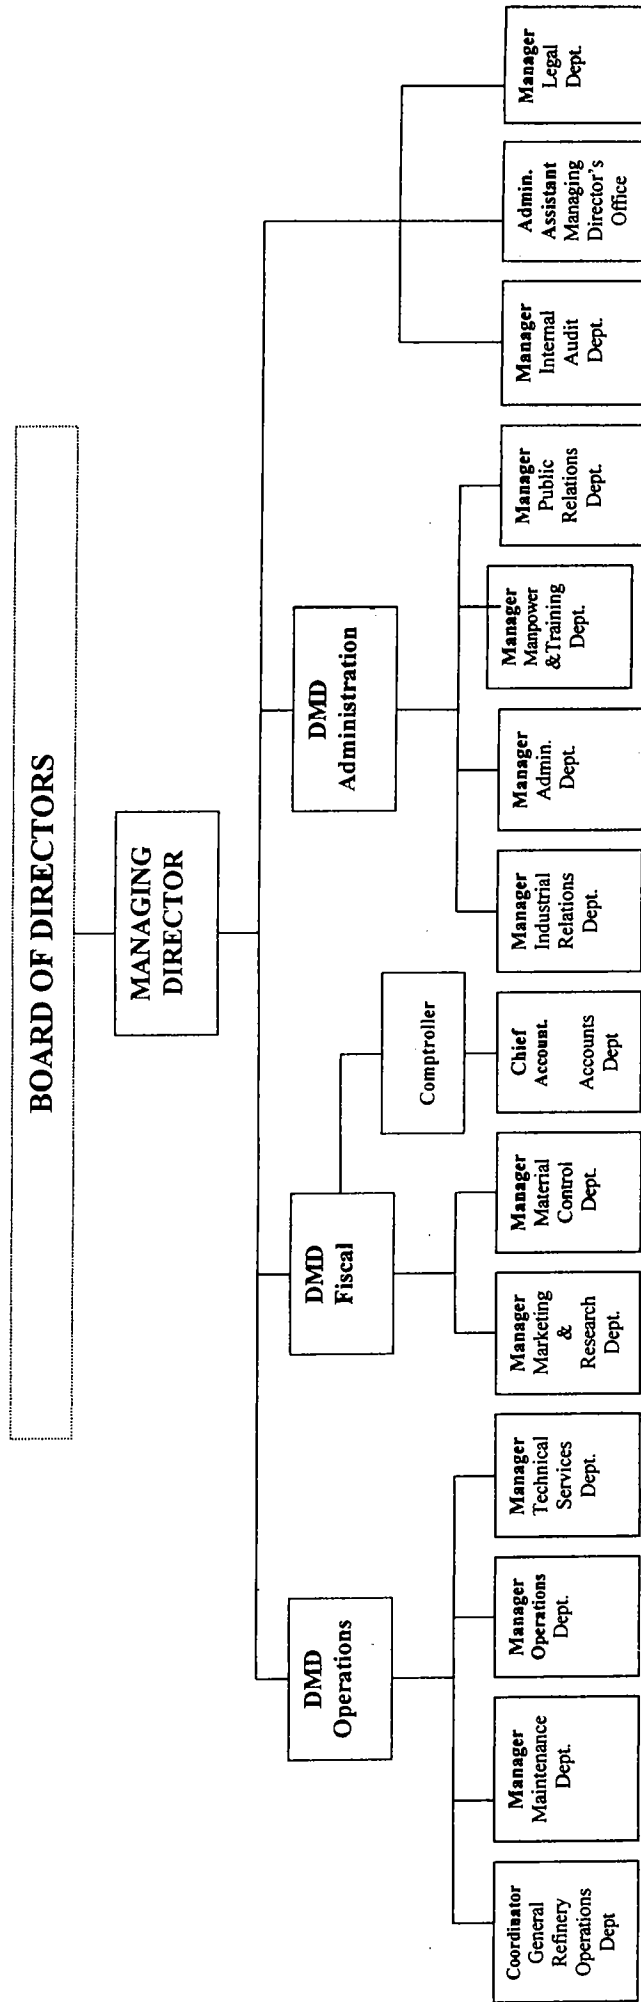 BOARD OF DIRECTORS
MANAGING
DIRECTOR
DMD
Operations
DMD
Fiscal
DMD
Administration
Comptroller
Coordinator
General
Refinery
Operations
Dept
Manager
Maintenance
Dept.
Manager
Operations
Dept.
Manager
Technical
Services
Dept.
Manager
Marketing
&
Research
Dept.
Manager
Material
Control
Dept.
Chief
Account.
Accounts
Dept
Manager
Industrial
Relations
Dept.
Manager
Admin.
Dept.
Manager
Manpower
&Training
Dept.
Manager
Public
Relations
Dept.
Manager
Internal
Audit
Dept.
Admin.
Assistant
Managing
Director's
Office
Manager
Legal
Dept.